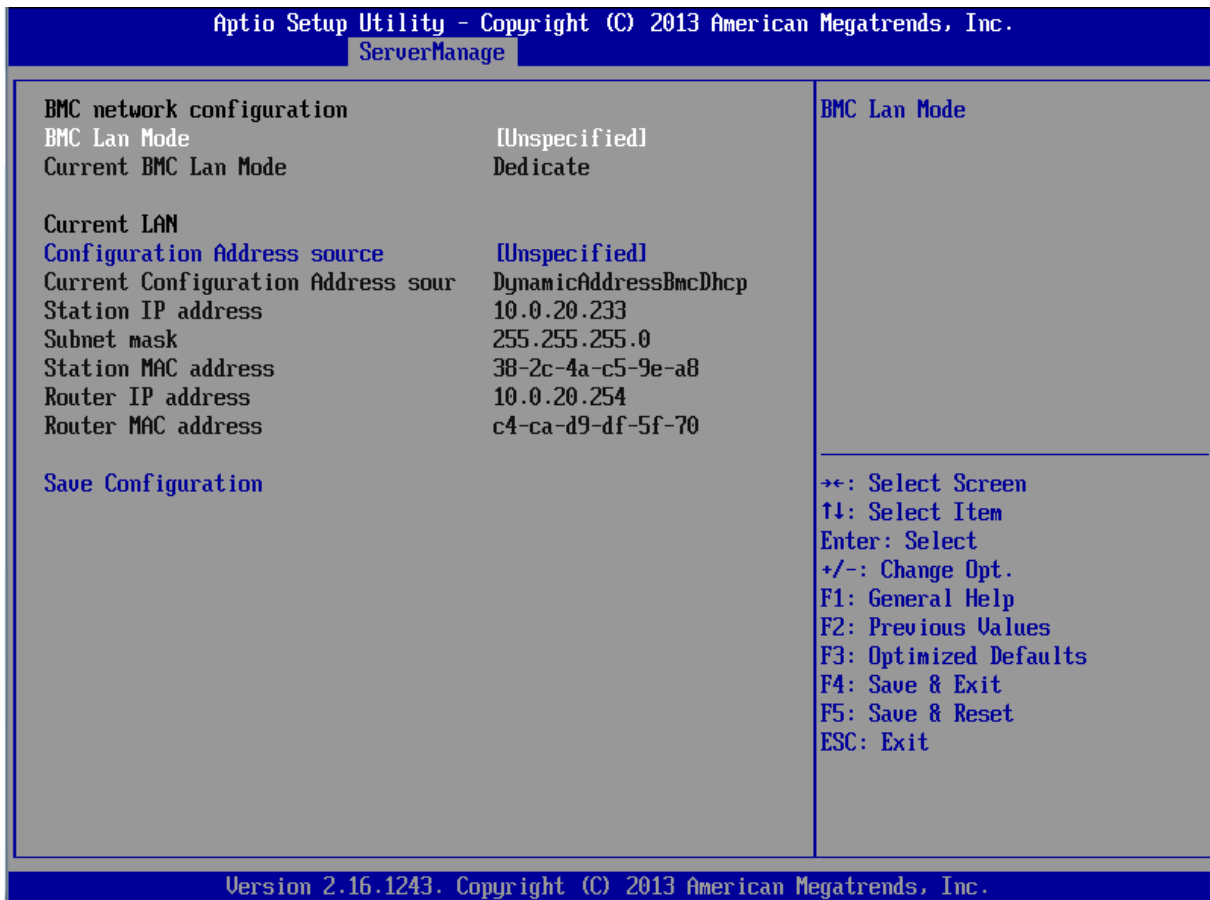 Aptio Setup Utility - Copyright (C) 2013 American Megatrends, Inc.
ServerManage
BMC network configuration
BMC Lan Mode [Unspecified]
Current BMC Lan Mode Dedicate
Current LAN
Configuration Address source [Unspecified]
Current Configuration Address sour DynamicAddressBmcDhcp
Station IP address 10.0.20.233
Subnet mask 255.255.255.0
Station MAC address 38-2c-4a-c5-9e-a8
Router IP address 10.0.20.254
Router MAC address c4-ca-d9-df-5f-70
Save Configuration
BMC Lan Mode
→←: Select Screen
↑↓: Select Item
Enter: Select
+/-: Change Opt.
F1: General Help
F2: Previous Values
F3: Optimized Defaults
F4: Save & Exit
F5: Save & Reset
ESC: Exit
Version 2.16.1243. Copyright (C) 2013 American Megatrends, Inc.